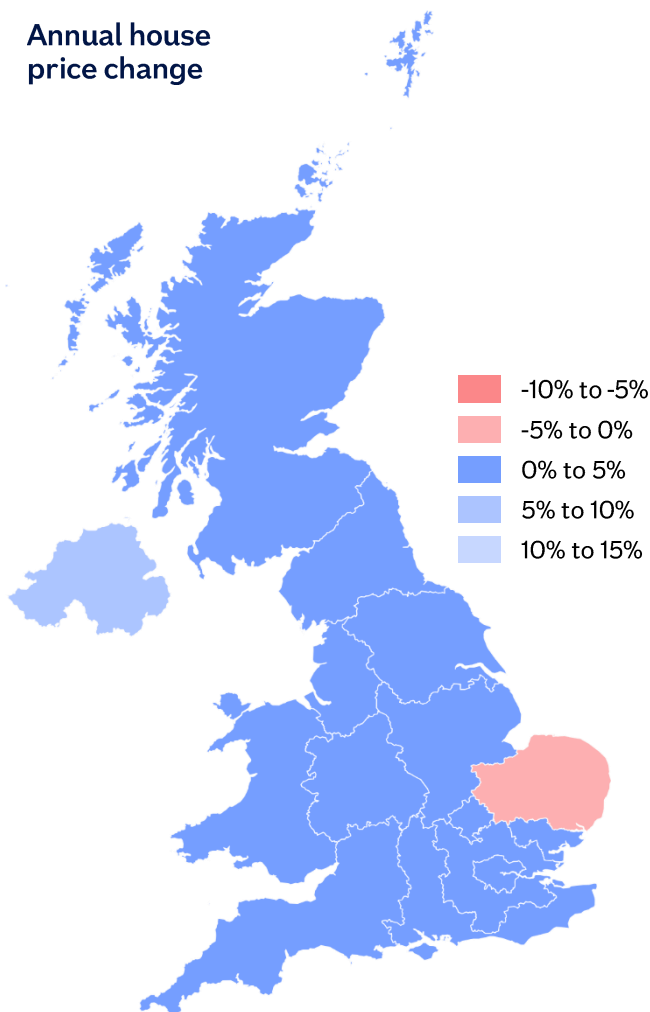 Annual house
price change
-10% to -5%
-5% to 0%
0% to 5%
5% to 10%
10% to 15%